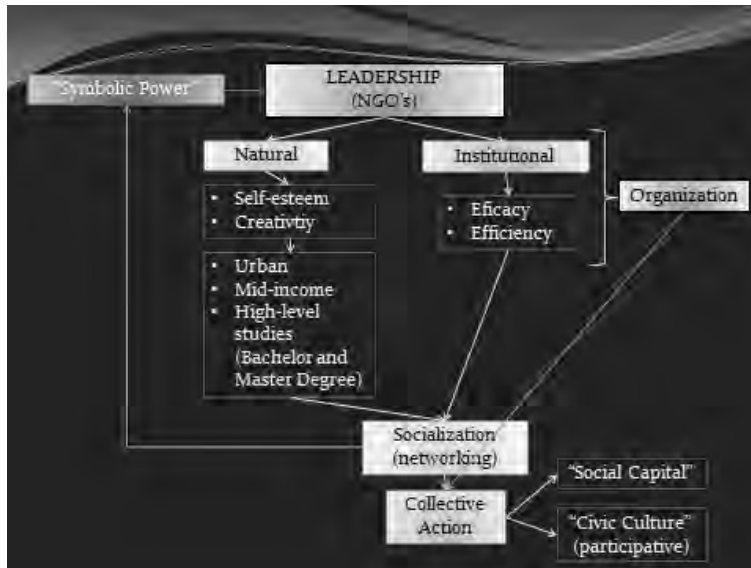 "Symbolic Power"
LEADERSHIP
(NGO's)
Natural
Institutional
• Self-esteem
• Creativtiy
• Eficacy
• Efficiency
Organization
• Urban
• Mid-income
• High-level
studies
(Bachelor and
Master Degree)
Socialization
(networking)
Collective
Action
"Social Capital"
"Civic Culture"
(participative)